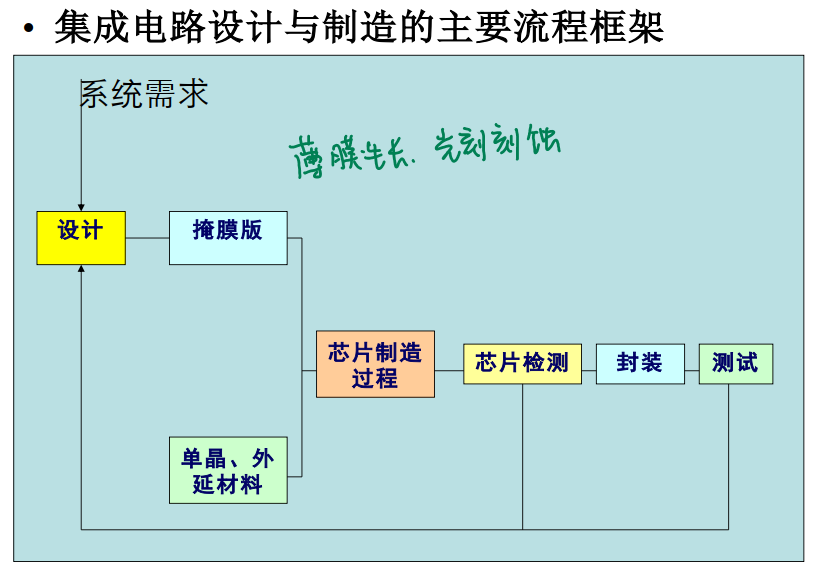 • 集成电路设计与制造的主要流程框架
系统需求
薄膜生长、光刻刻蚀
设计
掩膜版
芯片制造
过程
芯片检测
封装
测试
单晶、外
延材料